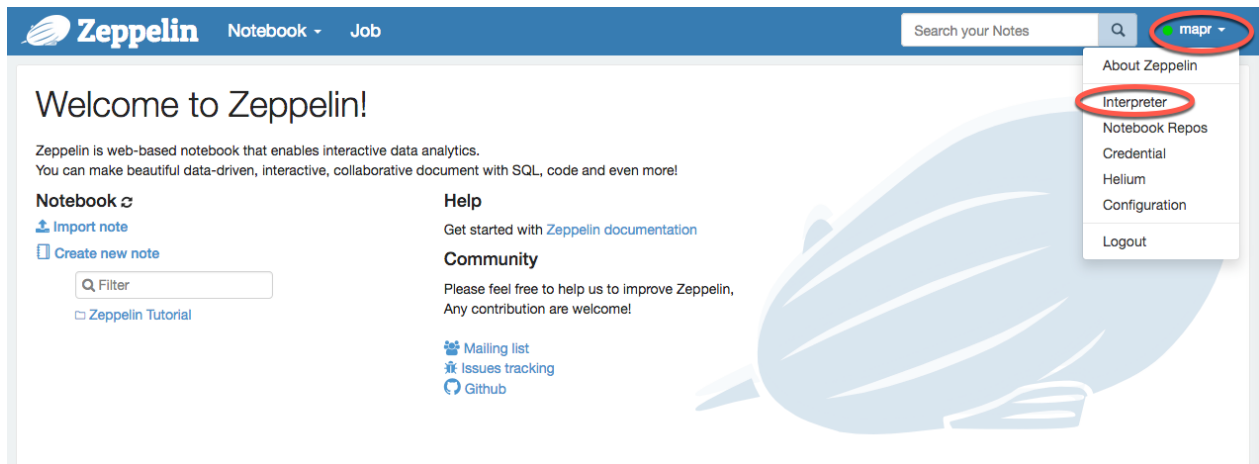 Zeppelin Notebook Job Search your Notes mapr
About Zeppelin
Interpreter
Notebook Repos
Credential
Helium
Configuration
Logout
Welcome to Zeppelin!
Zeppelin is web-based notebook that enables interactive data analytics.
You can make beautiful data-driven, interactive, collaborative document with SQL, code and even more!
Notebook
Import note
Create new note
Filter
Zeppelin Tutorial
Help
Get started with Zeppelin documentation
Community
Please feel free to help us to improve Zeppelin,
Any contribution are welcome!
Mailing list
Issues tracking
Github